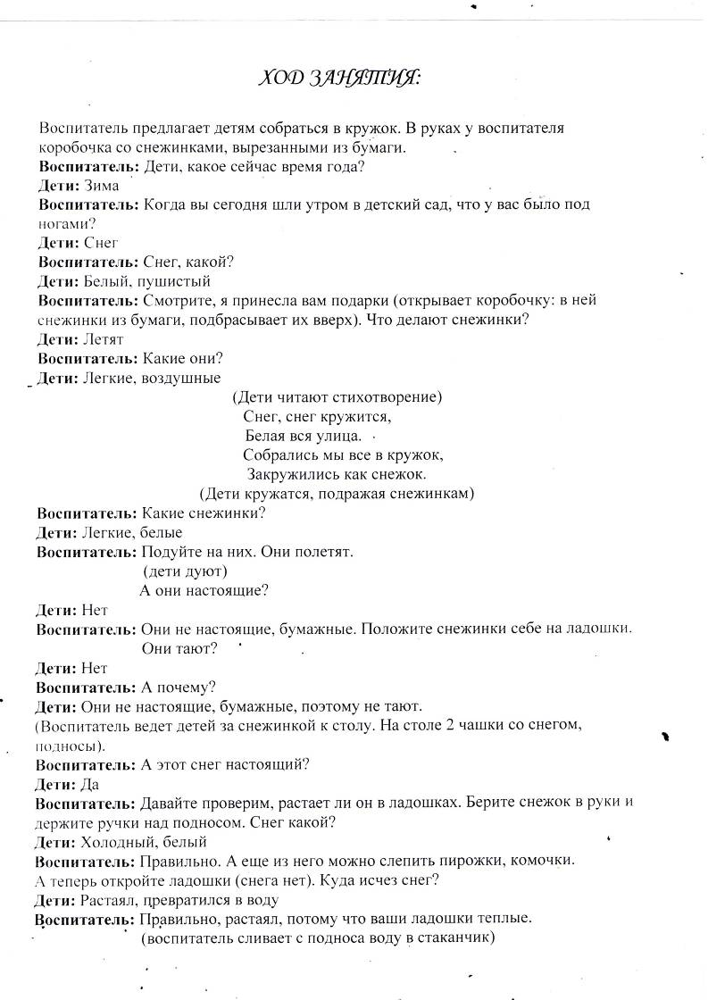 ХОД ЗАНЯТИЯ:
Воспитатель предлагает детям собраться в кружок. В руках у воспитателя
коробочка со снежинками, вырезанными из бумаги.
Воспитатель: Дети, какое сейчас время года?
Дети: Зима
Воспитатель: Когда вы сегодня шли утром в детский сад, что у вас было под
ногами?
Дети: Снег
Воспитатель: Снег, какой?
Дети: Белый, пушистый
Воспитатель: Смотрите, я принесла вам подарки (открывает коробочку: в ней
снежинки из бумаги, подбрасывает их вверх). Что делают снежинки?
Дети: Летят
Воспитатель: Какие они?
Дети: Легкие, воздушные
(Дети читают стихотворение)
Снег, снег кружится,
Белая вся улица.
Собрались мы все в кружок,
Закружились как снежок.
(Дети кружатся, подражая снежинкам)
Воспитатель: Какие снежинки?
Дети: Легкие, белые
Воспитатель: Подуйте на них. Они полетят.
(дети дуют)
А они настоящие?
Дети: Нет
Воспитатель: Они не настоящие, бумажные. Положите снежинки себе на ладошки.
Они тают?
Дети: Нет
Воспитатель: А почему?
Дети: Они не настоящие, бумажные, поэтому не тают.
(Воспитатель ведет детей за снежинкой к столу. На столе 2 чашки со снегом,
подносы).
Воспитатель: А этот снег настоящий?
Дети: Да
Воспитатель: Давайте проверим, растает ли он в ладошках. Берите снежок в руки и
держите ручки над подносом. Снег какой?
Дети: Холодный, белый
Воспитатель: Правильно. А еще из него можно слепить пирожки, комочки.
А теперь откройте ладошки (снега нет). Куда исчез снег?
Дети: Растаял, превратился в воду
Воспитатель: Правильно, растаял, потому что ваши ладошки теплые.
(воспитатель сливает с подноса воду в стаканчик)